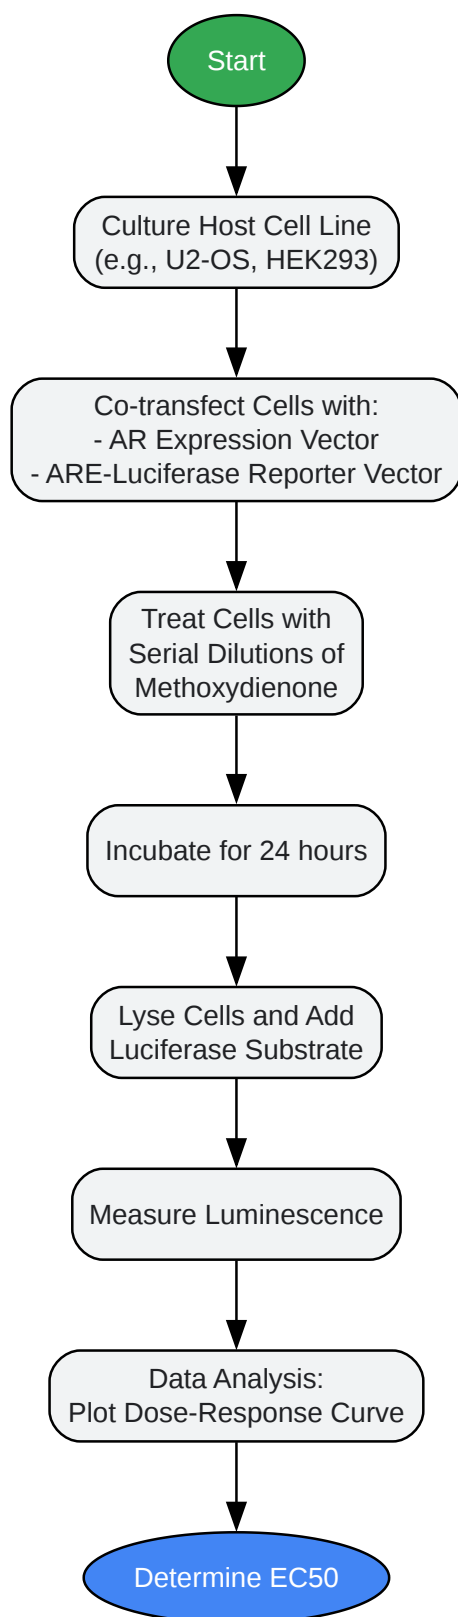 Start
Culture Host Cell Line
(e.g., U2-OS, HEK293)
Co-transfect Cells with:
- AR Expression Vector
- ARE-Luciferase Reporter Vector
Treat Cells with
Serial Dilutions of
Methoxydienone
Incubate for 24 hours
Lyse Cells and Add
Luciferase Substrate
Measure Luminescence
Data Analysis:
Plot Dose-Response Curve
Determine EC50